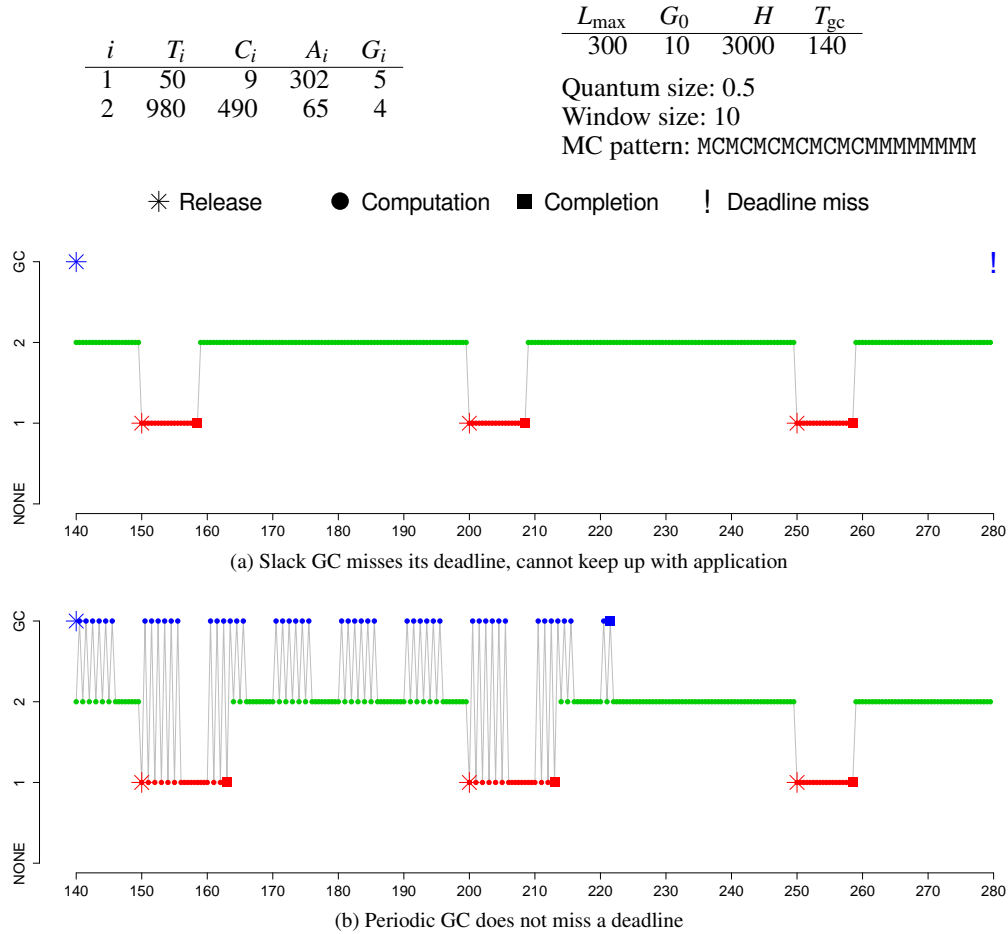 i T_i C_i A_i G_i
1 50 9 302 5
2 980 490 65 4
L_max G_0 H T_gc
300 10 3000 140
Quantum size: 0.5
Window size: 10
MC pattern: MCMCMCMCMCMCMMMMMMMM
Release Computation Completion ! Deadline miss
GC
!
2
1
NONE
140 150 160 170 180 190 200 210 220 230 240 250 260 270 280
(a) Slack GC misses its deadline, cannot keep up with application
GC
2
1
NONE
140 150 160 170 180 190 200 210 220 230 240 250 260 270 280
(b) Periodic GC does not miss a deadline